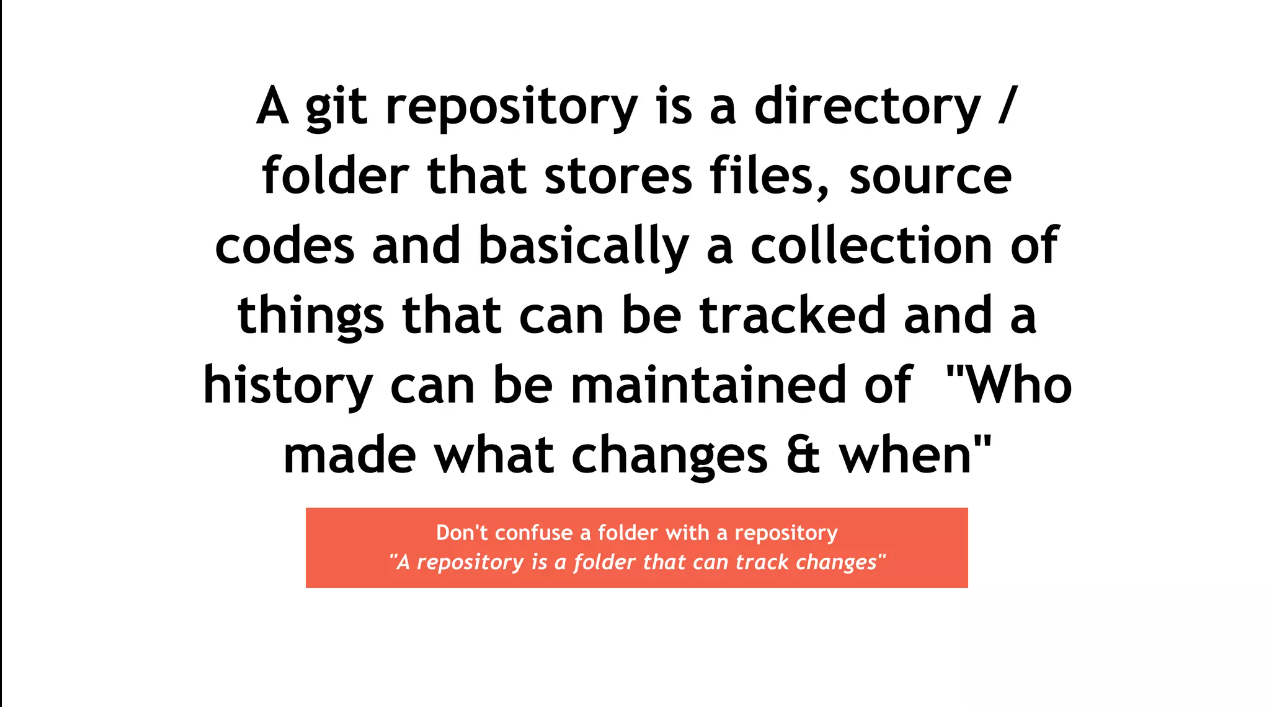 A git repository is a directory /
folder that stores files, source
codes and basically a collection of
things that can be tracked and a
history can be maintained of "Who
made what changes & when"
Don't confuse a folder with a repository
"A repository is a folder that can track changes"